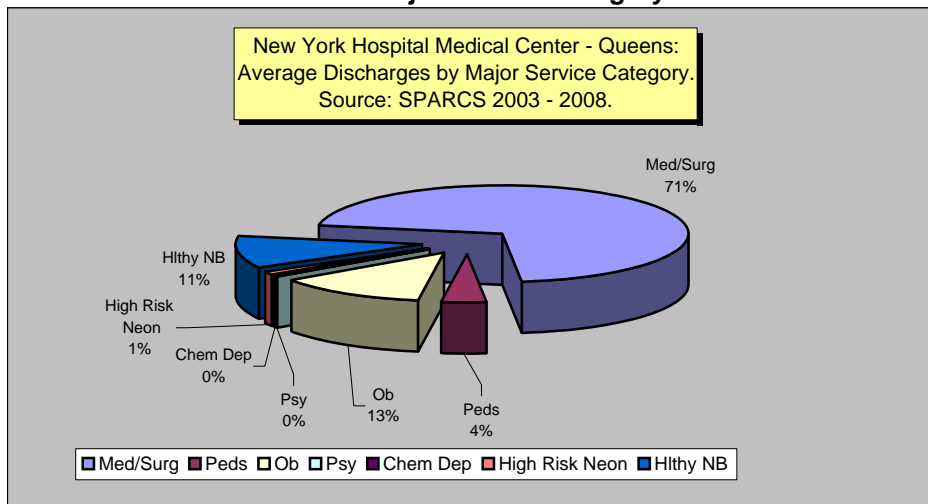 New York Hospital Medical Center - Queens:
Average Discharges by Major Service Category.
Source: SPARCS 2003 - 2008.
Med/Surg
71%
Hlthy NB
11%
High Risk
Neon
1%
Chem Dep
0%
Psy
0%
Ob
13%
Peds
4%
Med/Surg Peds Ob Psy Chem Dep High Risk Neon Hlthy NB